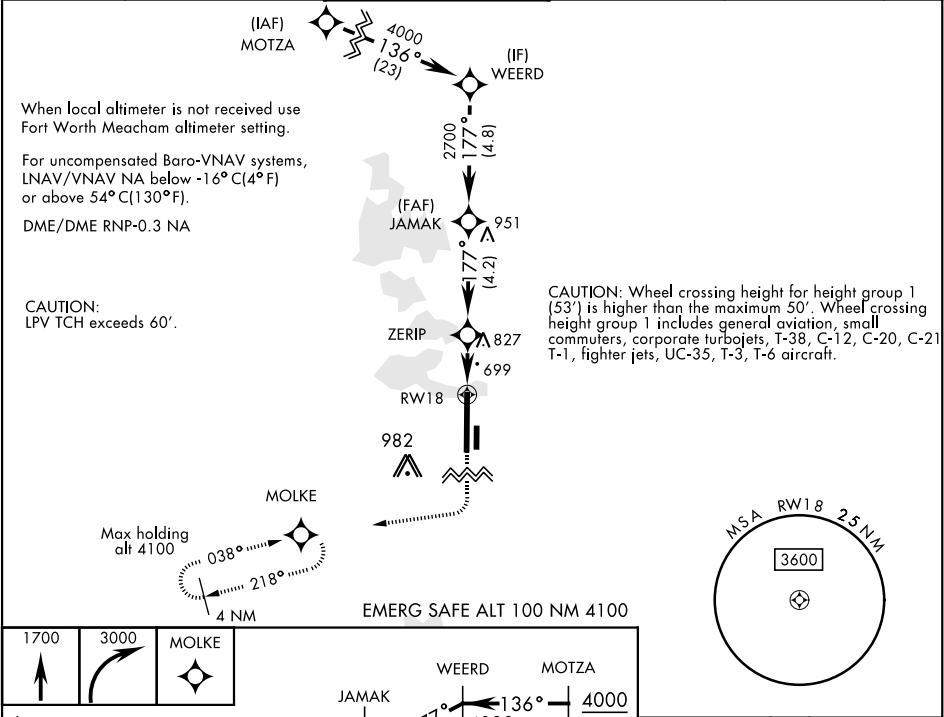 (IAF)
MOTZA
4000
136°
(23)
(IF)
WEERD
When local altimeter is not received use
Fort Worth Meacham altimeter setting.
For uncompensated Baro-VNAV systems,
LNAV/VNAV NA below -16°C(4°F)
or above 54°C(130°F).
DME/DME RNP-0.3 NA
2700
177°
(4.8)
(FAF)
JAMAK
951
177°
(4.2)
CAUTION:
LPV TCH exceeds 60'.
CAUTION: Wheel crossing height for height group 1
(53') is higher than the maximum 50'. Wheel crossing
height group 1 includes general aviation, small
commuters, corporate turbojets, T-38, C-12, C-20, C-21
T-1, fighter jets, UC-35, T-3, T-6 aircraft.
ZERIP
827
699
RW18
982
MOLKE
Max holding
alt 4100
038°
218°
4 NM
MSA RW18 25 NM
3600
EMERG SAFE ALT 100 NM 4100
1700
3000
MOLKE
WEERD
MOTZA
JAMAK
136°
4000